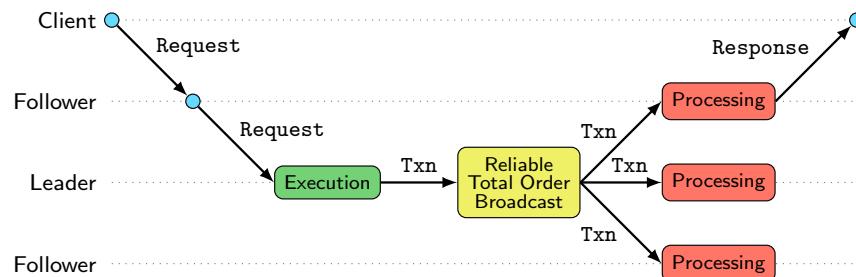 Client
Request
Response
Follower
Processing
Request
Txn
Leader
Execution
Txn
Reliable
Total Order
Broadcast
Txn
Processing
Txn
Follower
Processing